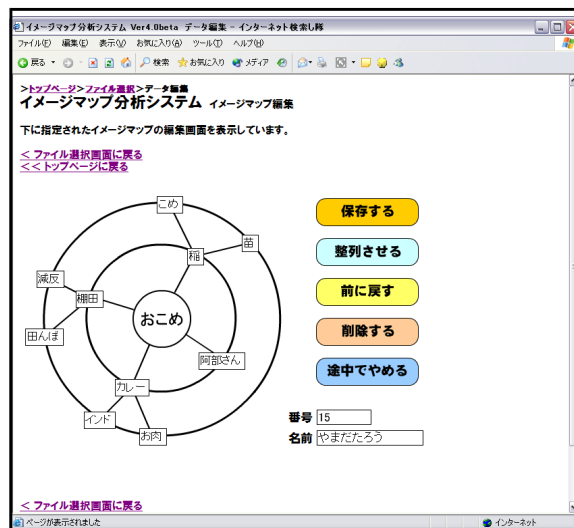 イメージマップ分析システム Ver4.0beta データ編集 - インターネット検索し隊
ファイル(F) 編集(E) 表示(V) お気に入り(A) ツール(T) ヘルプ(H)
戻る 検索 お気に入り メディア
>トップページ>ファイル選択>データ編集
イメージマップ分析システム イメージマップ編集
下に指定されたイメージマップの編集画面を表示しています。
< ファイル選択画面に戻る
<< トップページに戻る
こめ
苗
稲
減反
棚田
田んぼ
おこめ
阿部さん
カレー
インド
お肉
保存する
整列させる
前に戻す
削除する
途中でやめる
番号 15
名前 やまだたろう
< ファイル選択画面に戻る
ページが表示されました インターネット